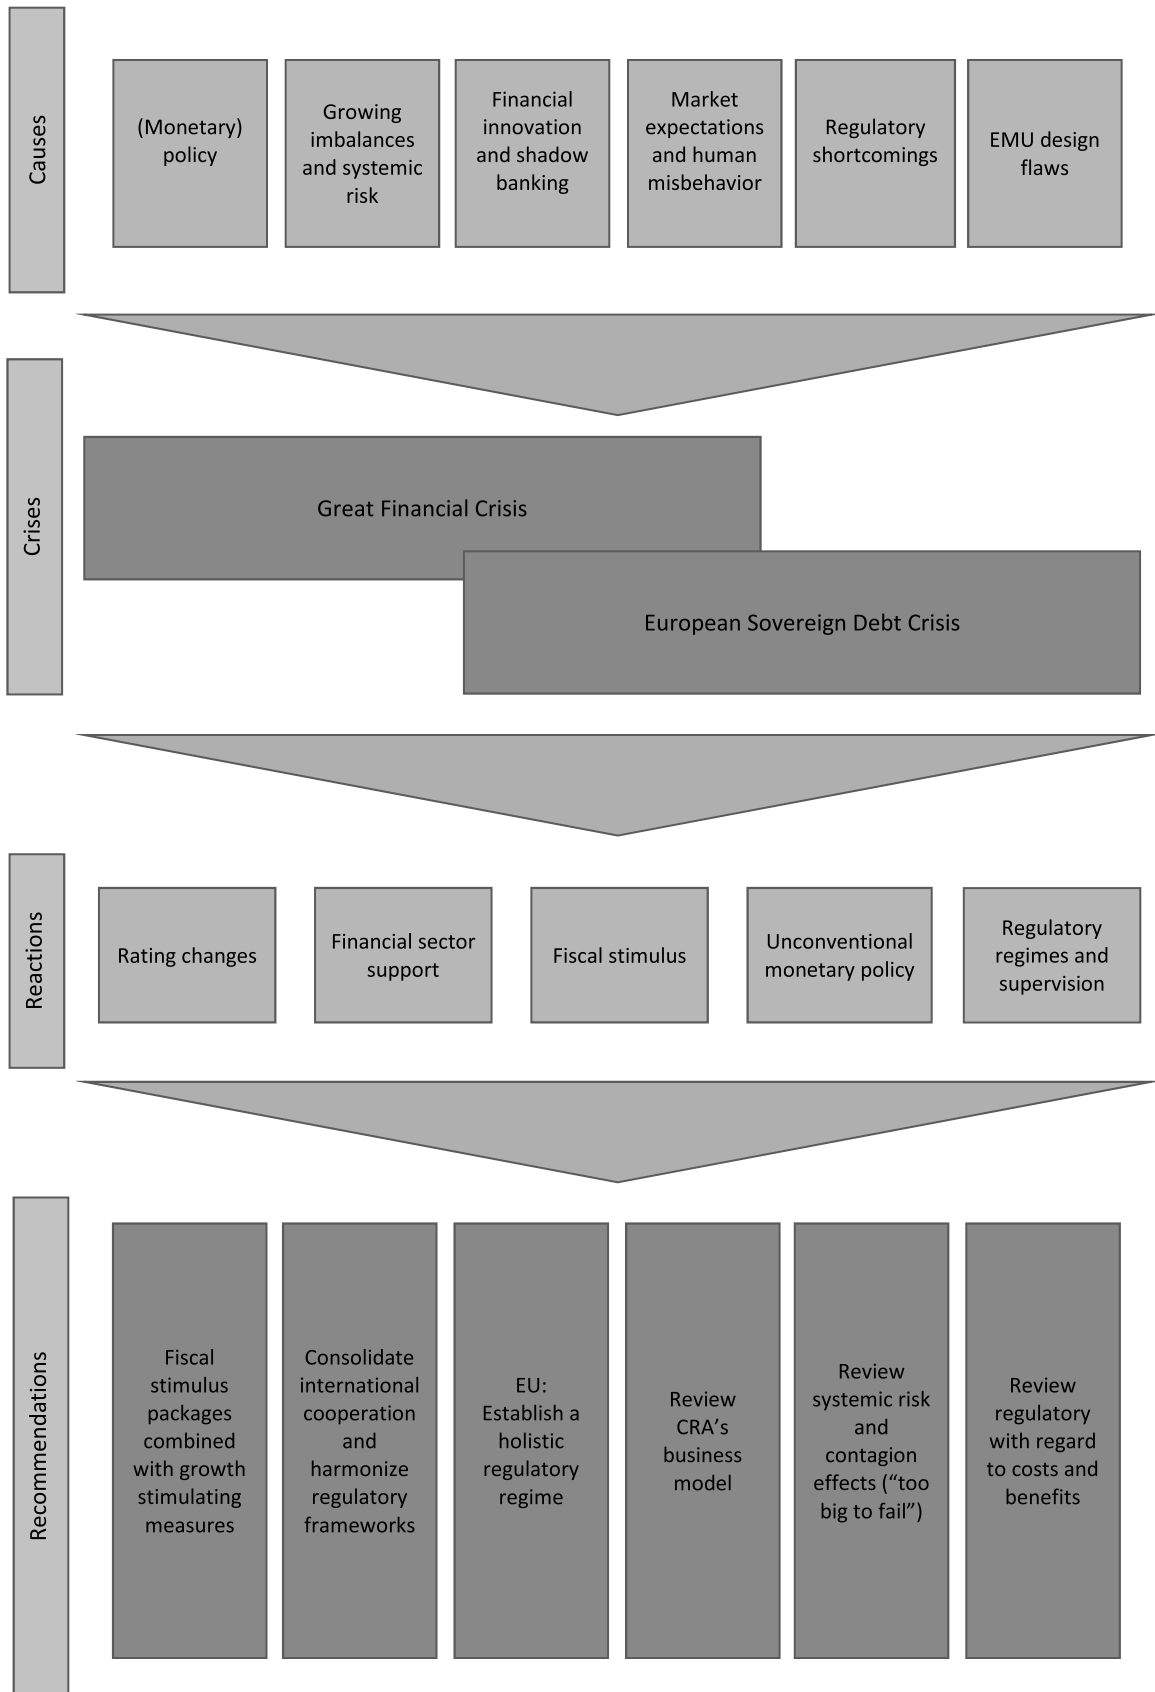 Causes
(Monetary)
policy
Growing
imbalances
and systemic
risk
Financial
innovation
and shadow
banking
Market
expectations
and human
misbehavior
Regulatory
shortcomings
EMU design
flaws
Crises
Great Financial Crisis
European Sovereign Debt Crisis
Reactions
Rating changes
Financial sector
support
Fiscal stimulus
Unconventional
monetary policy
Regulatory
regimes and
supervision
Recommendations
Fiscal
stimulus
packages
combined
with growth
stimulating
measures
Consolidate
international
cooperation
and
harmonize
regulatory
frameworks
EU:
Establish a
holistic
regulatory
regime
Review
CRA’s
business
model
Review
systemic risk
and
contagion
effects (“too
big to fail”)
Review
regulatory
with regard
to costs and
benefits